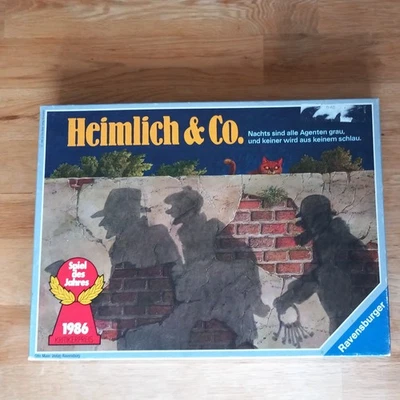 Heimlich & Co.
Nachts sind alle Agenten grau,
und keiner wird aus keinem schlau.
Spiel
des
Jahres
1986
Ravensburger